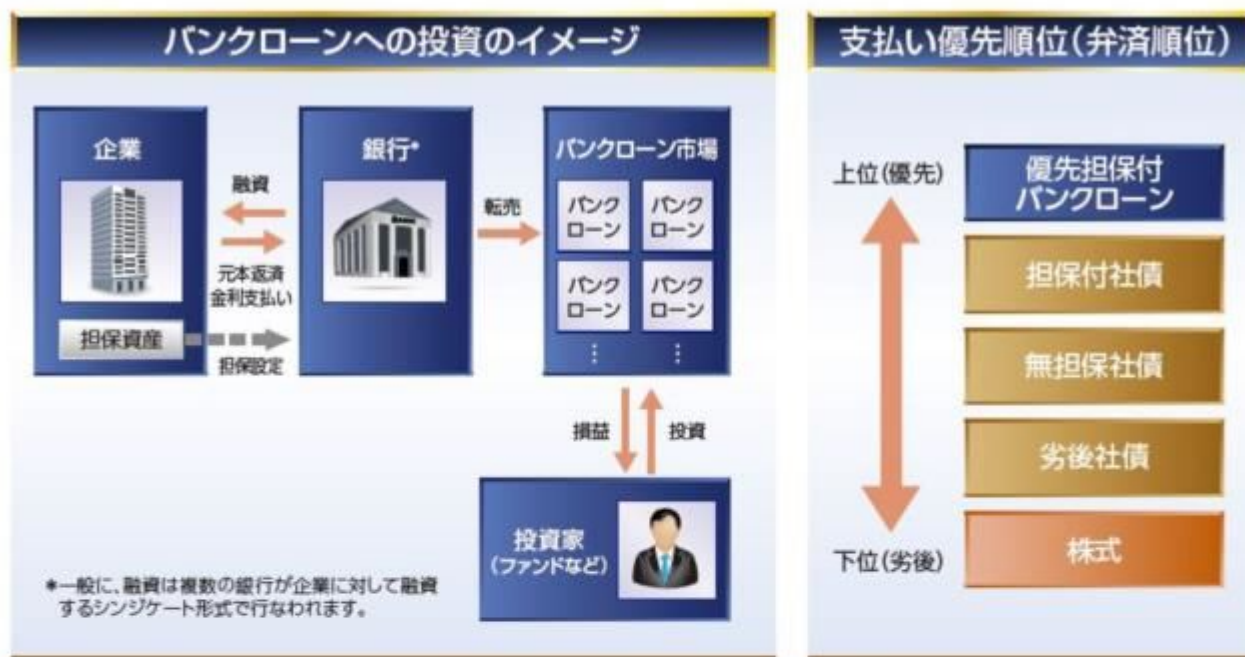 バンクローンへの投資のイメージ
企業
銀行*
バンクローン市場
融資
元本返済
金利支払い
担保資産
担保設定
転売
バンク
ローン
バンク
ローン
バンク
ローン
バンク
ローン
⋮
⋮
損益
投資
投資家
(ファンドなど)
*一般に、融資は複数の銀行が企業に対して融資
するシンジケート形式で行なわれます。
支払い優先順位(弁済順位)
上位(優先)
優先担保付
バンクローン
担保付社債
無担保社債
劣後社債
下位(劣後)
株式